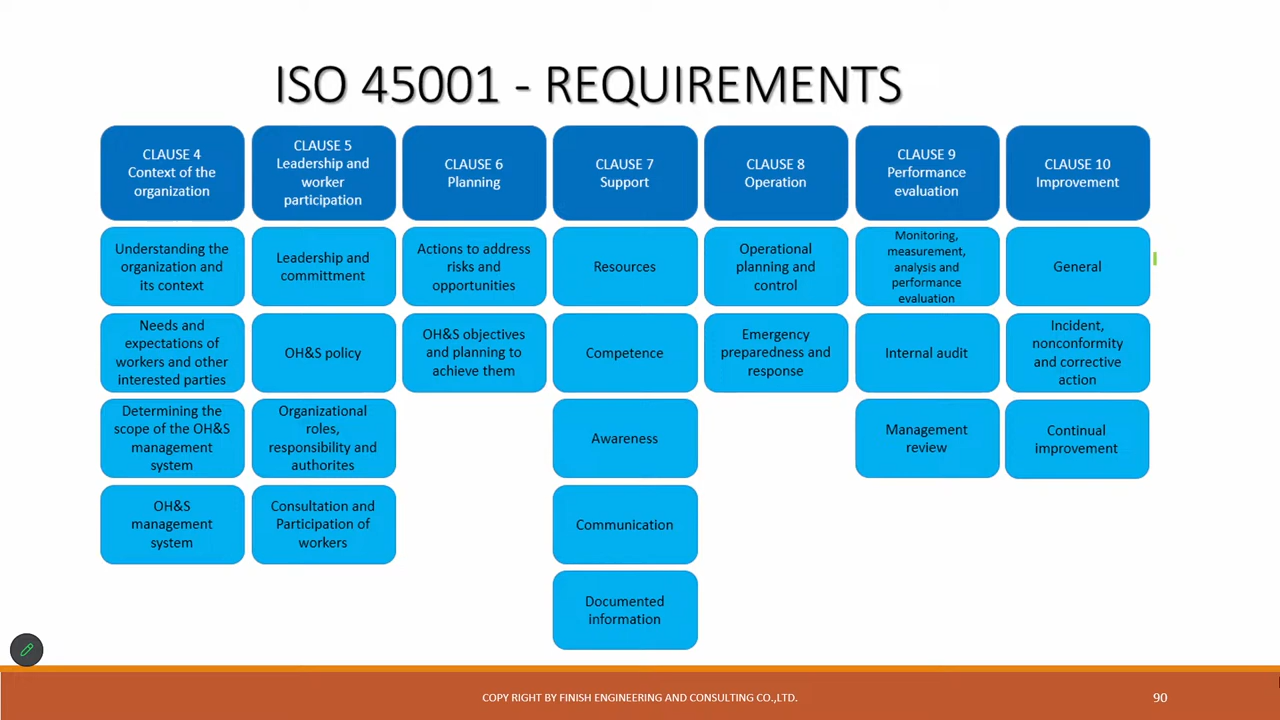 ISO 45001 - REQUIREMENTS
CLAUSE 4
Context of the
organization
Understanding the
organization and
its context
Needs and
expectations of
workers and other
interested parties
Determining the
scope of the OH&S
management
system
OH&S
management
system
CLAUSE 5
Leadership and
worker
participation
Leadership and
committment
OH&S policy
Organizational
roles,
responsibility and
authorites
Consultation and
Participation of
workers
CLAUSE 6
Planning
Actions to address
risks and
opportunities
OH&S objectives
and planning to
achieve them
CLAUSE 7
Support
Resources
Competence
Awareness
Communication
Documented
information
CLAUSE 8
Operation
Operational
planning and
control
Emergency
preparedness and
response
CLAUSE 9
Performance
evaluation
Monitoring,
measurement,
analysis and
performance
evaluation
Internal audit
Management
review
CLAUSE 10
Improvement
General
Incident,
nonconformity
and corrective
action
Continual
improvement
COPY RIGHT BY FINISH ENGINEERING AND CONSULTING CO.,LTD.
90